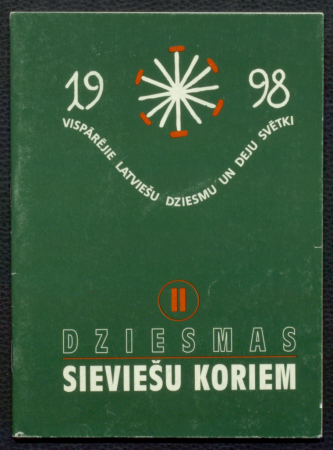 19 98
VISPĀRĒJIE LATVIEŠU DZIESMU UN DEJU SVĒTKI
II
DZIESMAS
SIEVIEŠU KORIEM